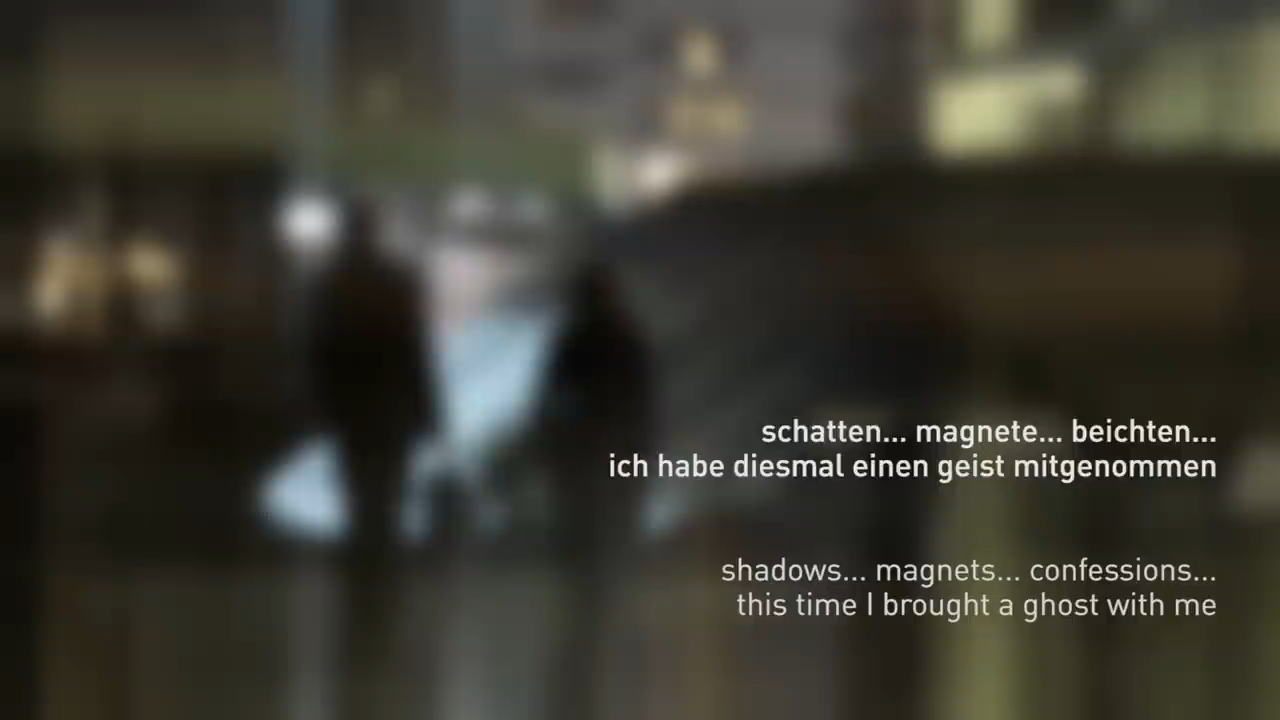 schatten... magnete... beichten...
ich habe diesmal einen geist mitgenommen
shadows... magnets... confessions...
this time I brought a ghost with me